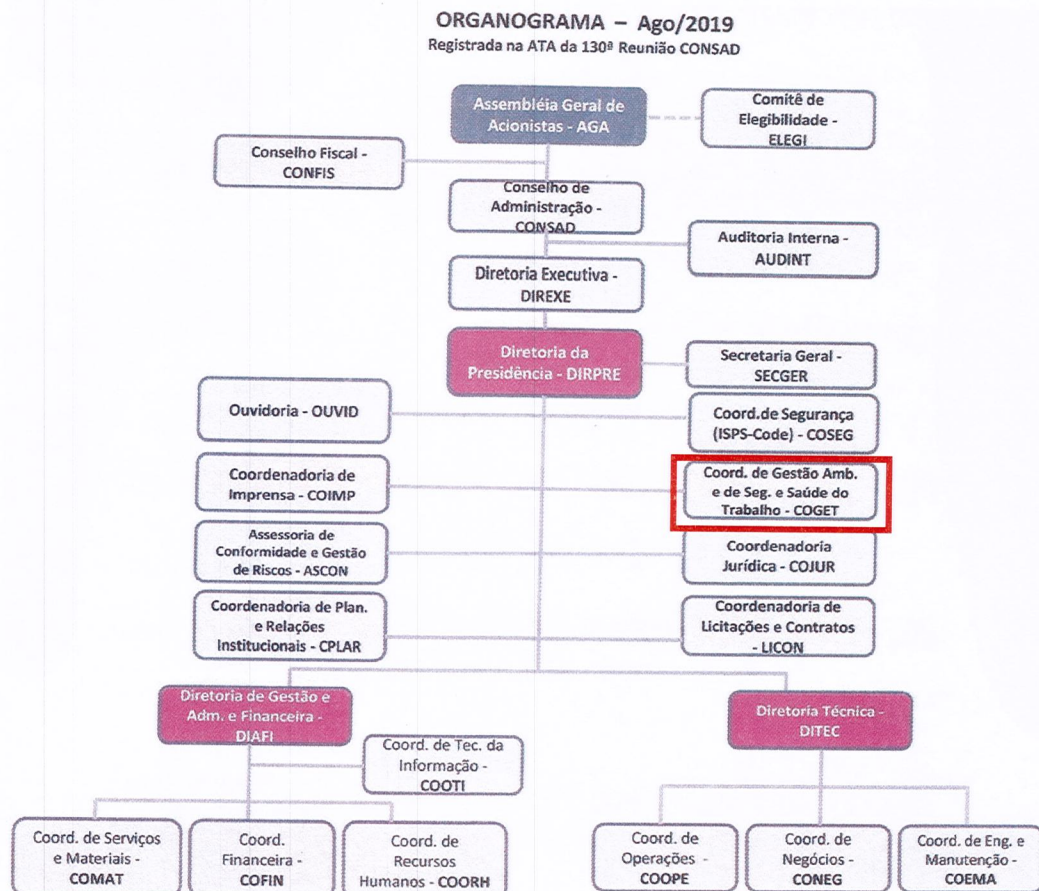 ORGANOGRAMA – Ago/2019
Registrada na ATA da 130ª Reunião CONSAD
Assembléia Geral de
Acionistas - AGA
Comitê de
Elegibilidade -
ELEGI
Conselho Fiscal -
CONFIS
Conselho de
Administração -
CONSAD
Auditoria Interna -
AUDINT
Diretoria Executiva -
DIREXE
Diretoria da
Presidência - DIRPRE
Secretaria Geral -
SECGER
Ouvidoria - OUVID
Coord.de Segurança
(ISPS-Code) - COSEG
Coordenadoria de
Imprensa - COIMP
Coord. de Gestão Amb.
e de Seg. e Saúde do
Trabalho - COGET
Assessoria de
Conformidade e Gestão
de Riscos - ASCON
Coordenadoria
Jurídica - COJUR
Coordenadoria de Plan.
e Relações
Institucionais - CPLAR
Coordenadoria de
Licitações e Contratos
- LICON
Diretoria de Gestão e
Adm. e Financeira -
DIAFI
Diretoria Técnica -
DITEC
Coord. de Tec. da
Informação -
COOTI
Coord. de Serviços
e Materiais -
COMAT
Coord.
Financeira -
COFIN
Coord. de
Recursos
Humanos - COORH
Coord. de
Operações -
COOPE
Coord. de
Negócios -
CONEG
Coord. de Eng. e
Manutenção -
COEMA